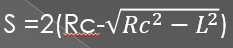 S =2(Rc-√Rc² − L²)